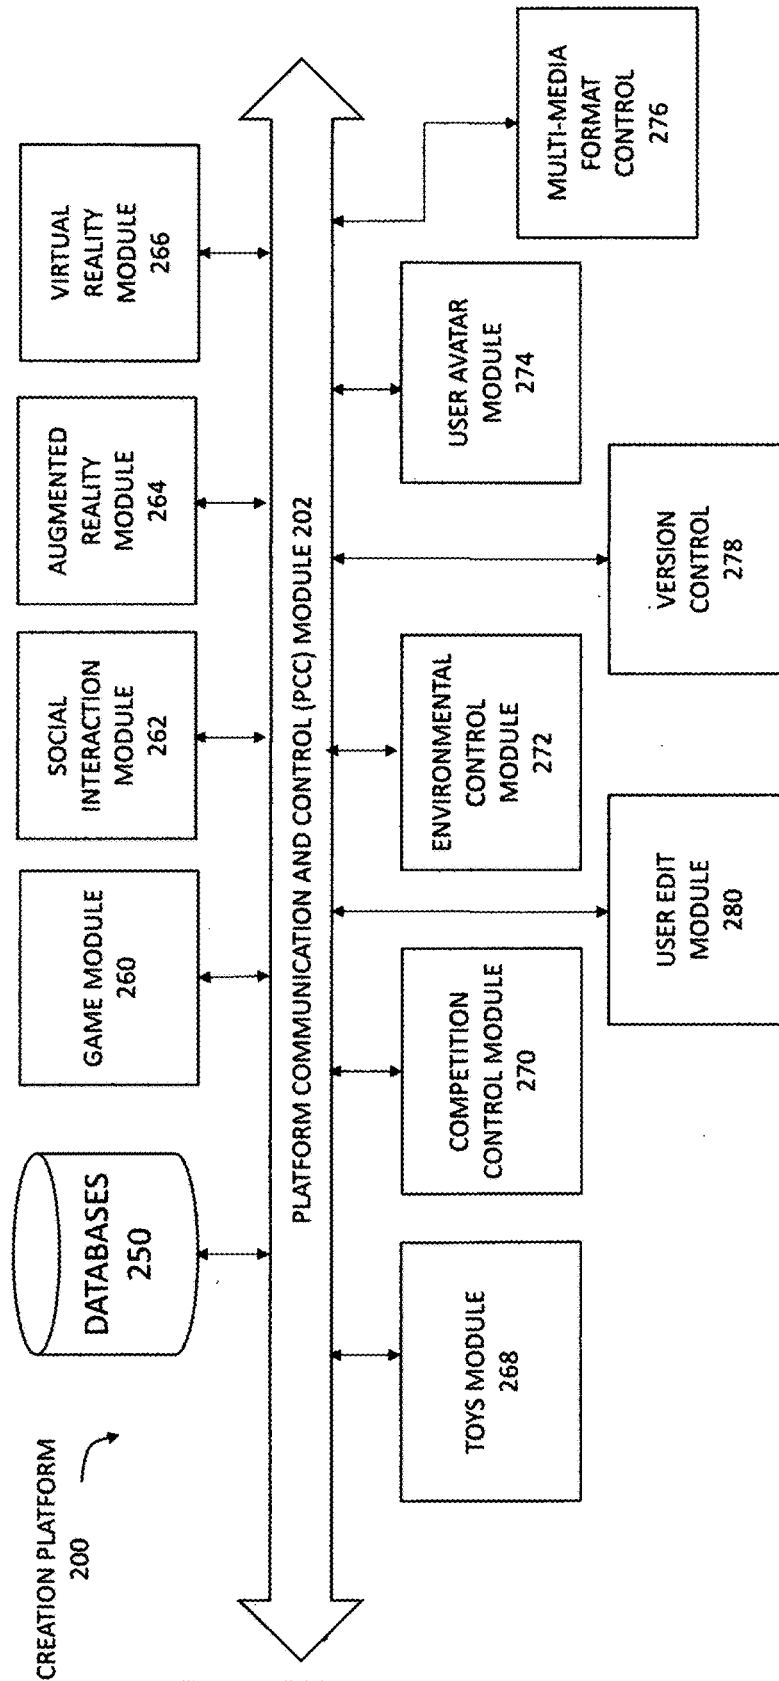 CREATION PLATFORM
200
DATABASES
250
GAME MODULE
260
SOCIAL
INTERACTION
MODULE
262
AUGMENTED
REALITY
MODULE
264
VIRTUAL
REALITY
MODULE
266
PLATFORM COMMUNICATION AND CONTROL (PCC) MODULE 202
TOYS MODULE
268
COMPETITION
CONTROL MODULE
270
ENVIRONMENTAL
CONTROL
MODULE
272
USER AVATAR
MODULE
274
MULTI-MEDIA
FORMAT
CONTROL
276
USER EDIT
MODULE
280
VERSION
CONTROL
278